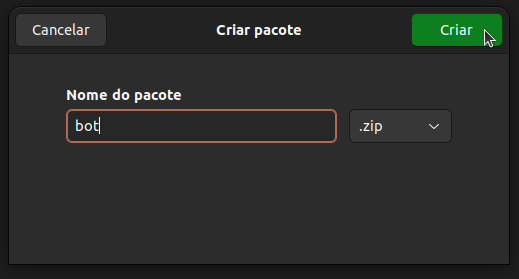 Cancelar
Criar pacote
Criar
Nome do pacote
bot
.zip